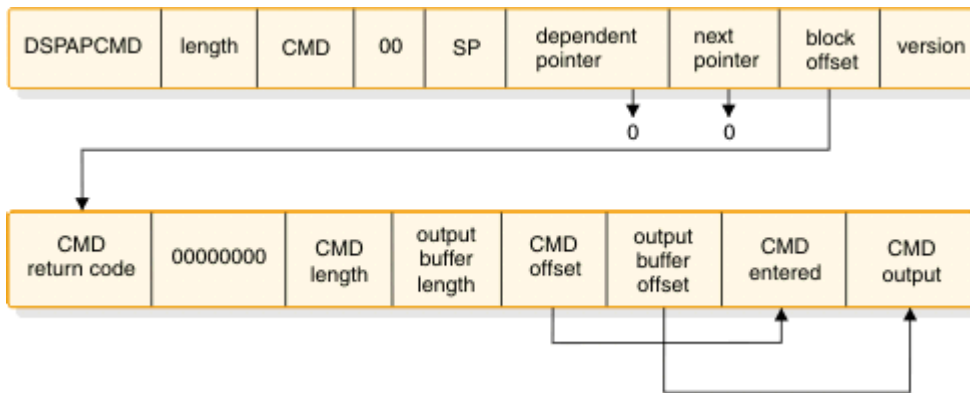 DSPAPCMD
length
CMD
00
SP
dependent
pointer
next
pointer
block
offset
version
0
0
CMD
return code
00000000
CMD
length
output
buffer
length
CMD
offset
output
buffer
offset
CMD
entered
CMD
output